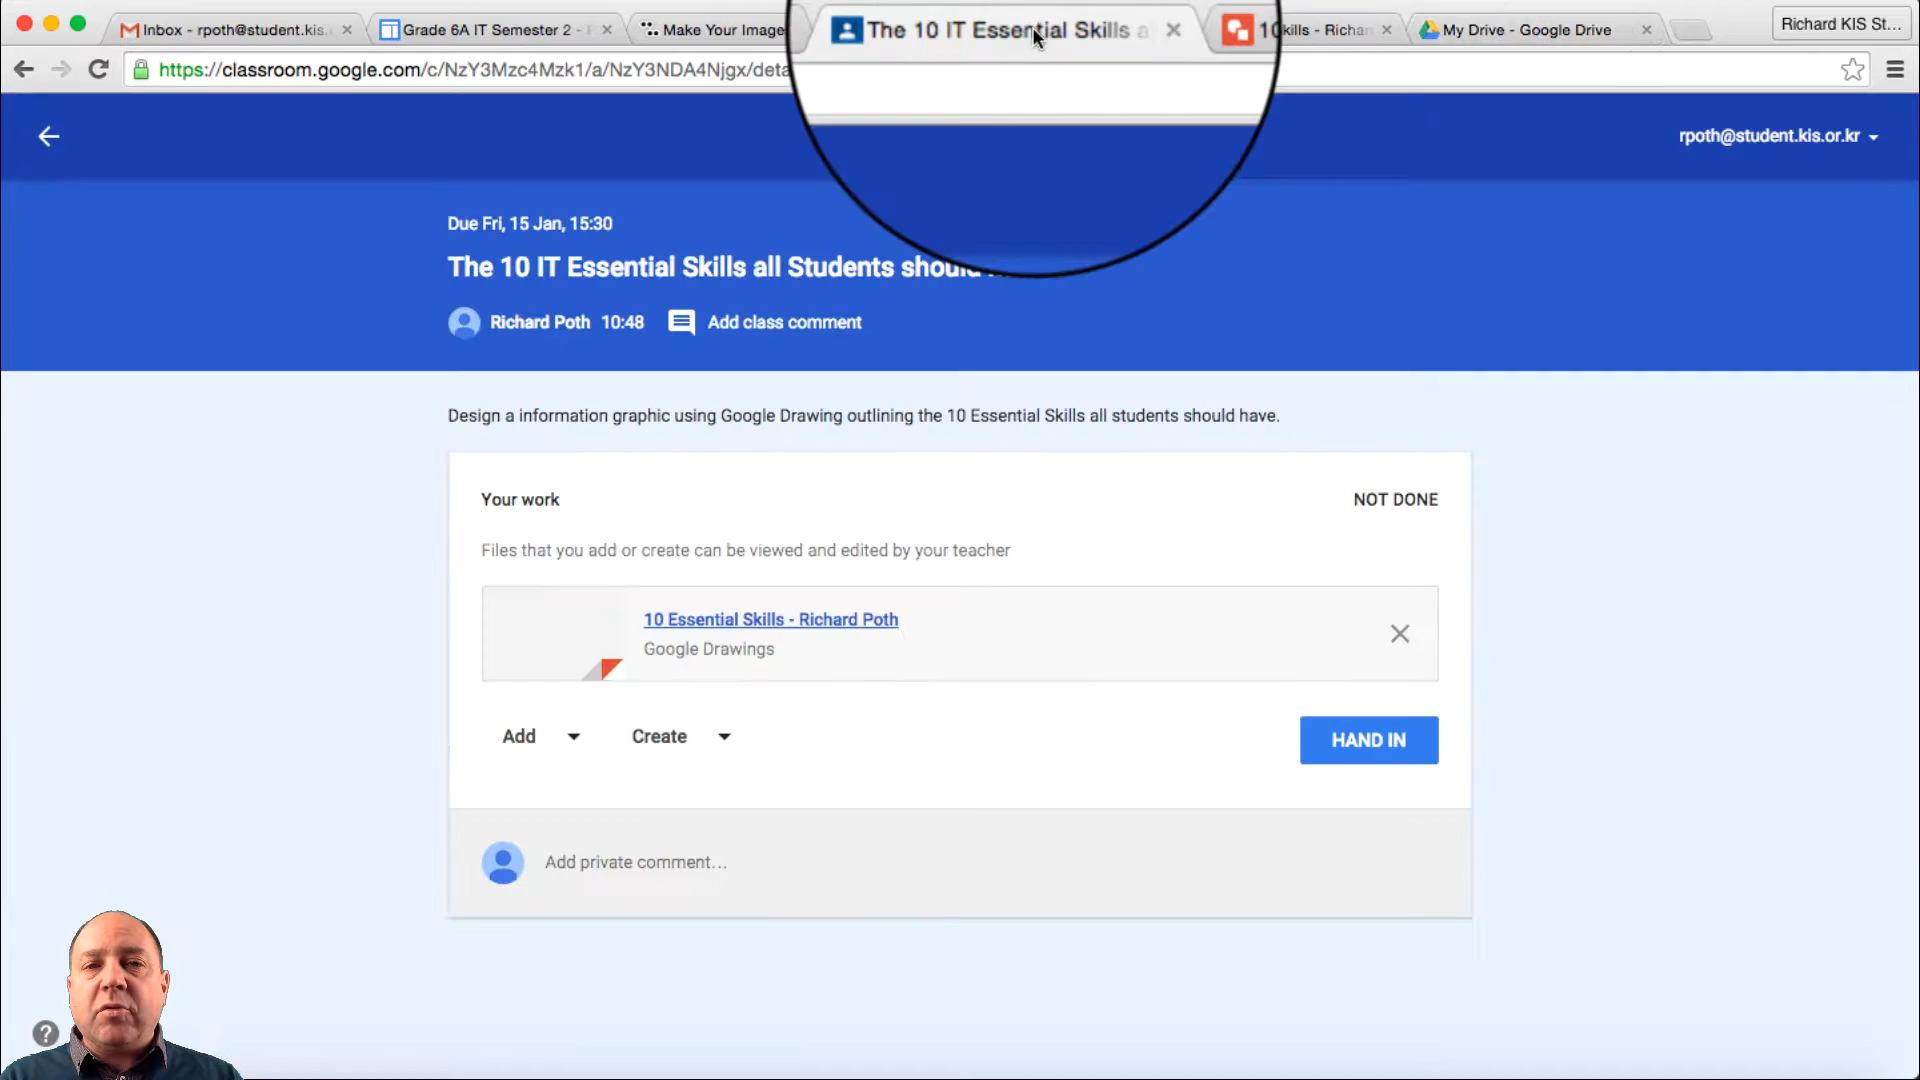 Inbox - rpoth@student.kis.
Grade 6A IT Semester 2 -
Make Your Image
The 10 IT Essential Skills a
kills - Richar
My Drive - Google Drive
Richard KIS St...
https://classroom.google.com/c/NzY3Mzc4Mzk1/a/NzY3NDA4Njgx/deta
rpoth@student.kis.or.kr
Due Fri, 15 Jan, 15:30
The 10 IT Essential Skills all Students should
Richard Poth 10:48 Add class comment
Design a information graphic using Google Drawing outlining the 10 Essential Skills all students should have.
Your work NOT DONE
Files that you add or create can be viewed and edited by your teacher
10 Essential Skills - Richard Poth
Google Drawings
Add Create HAND IN
Add private comment...
?